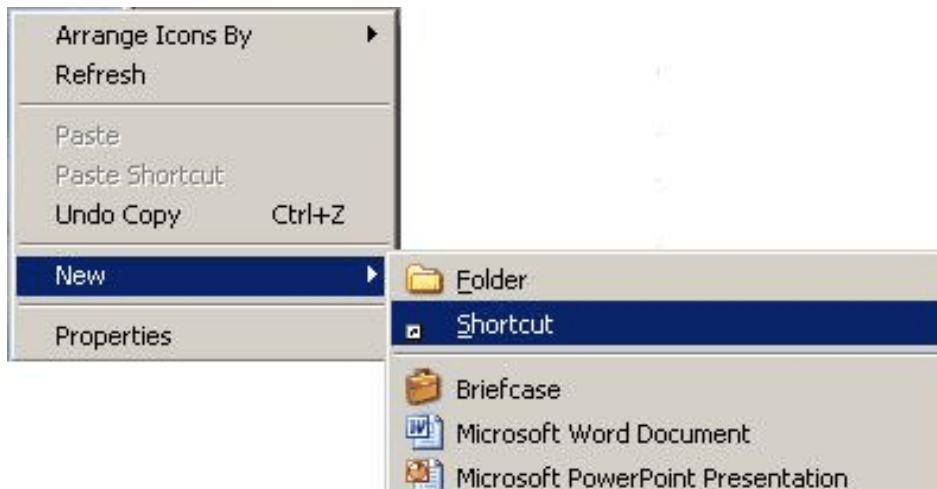 Arrange Icons By
Refresh
Paste
Paste Shortcut
Undo Copy Ctrl+Z
New
Properties
Folder
Shortcut
Briefcase
Microsoft Word Document
Microsoft PowerPoint Presentation